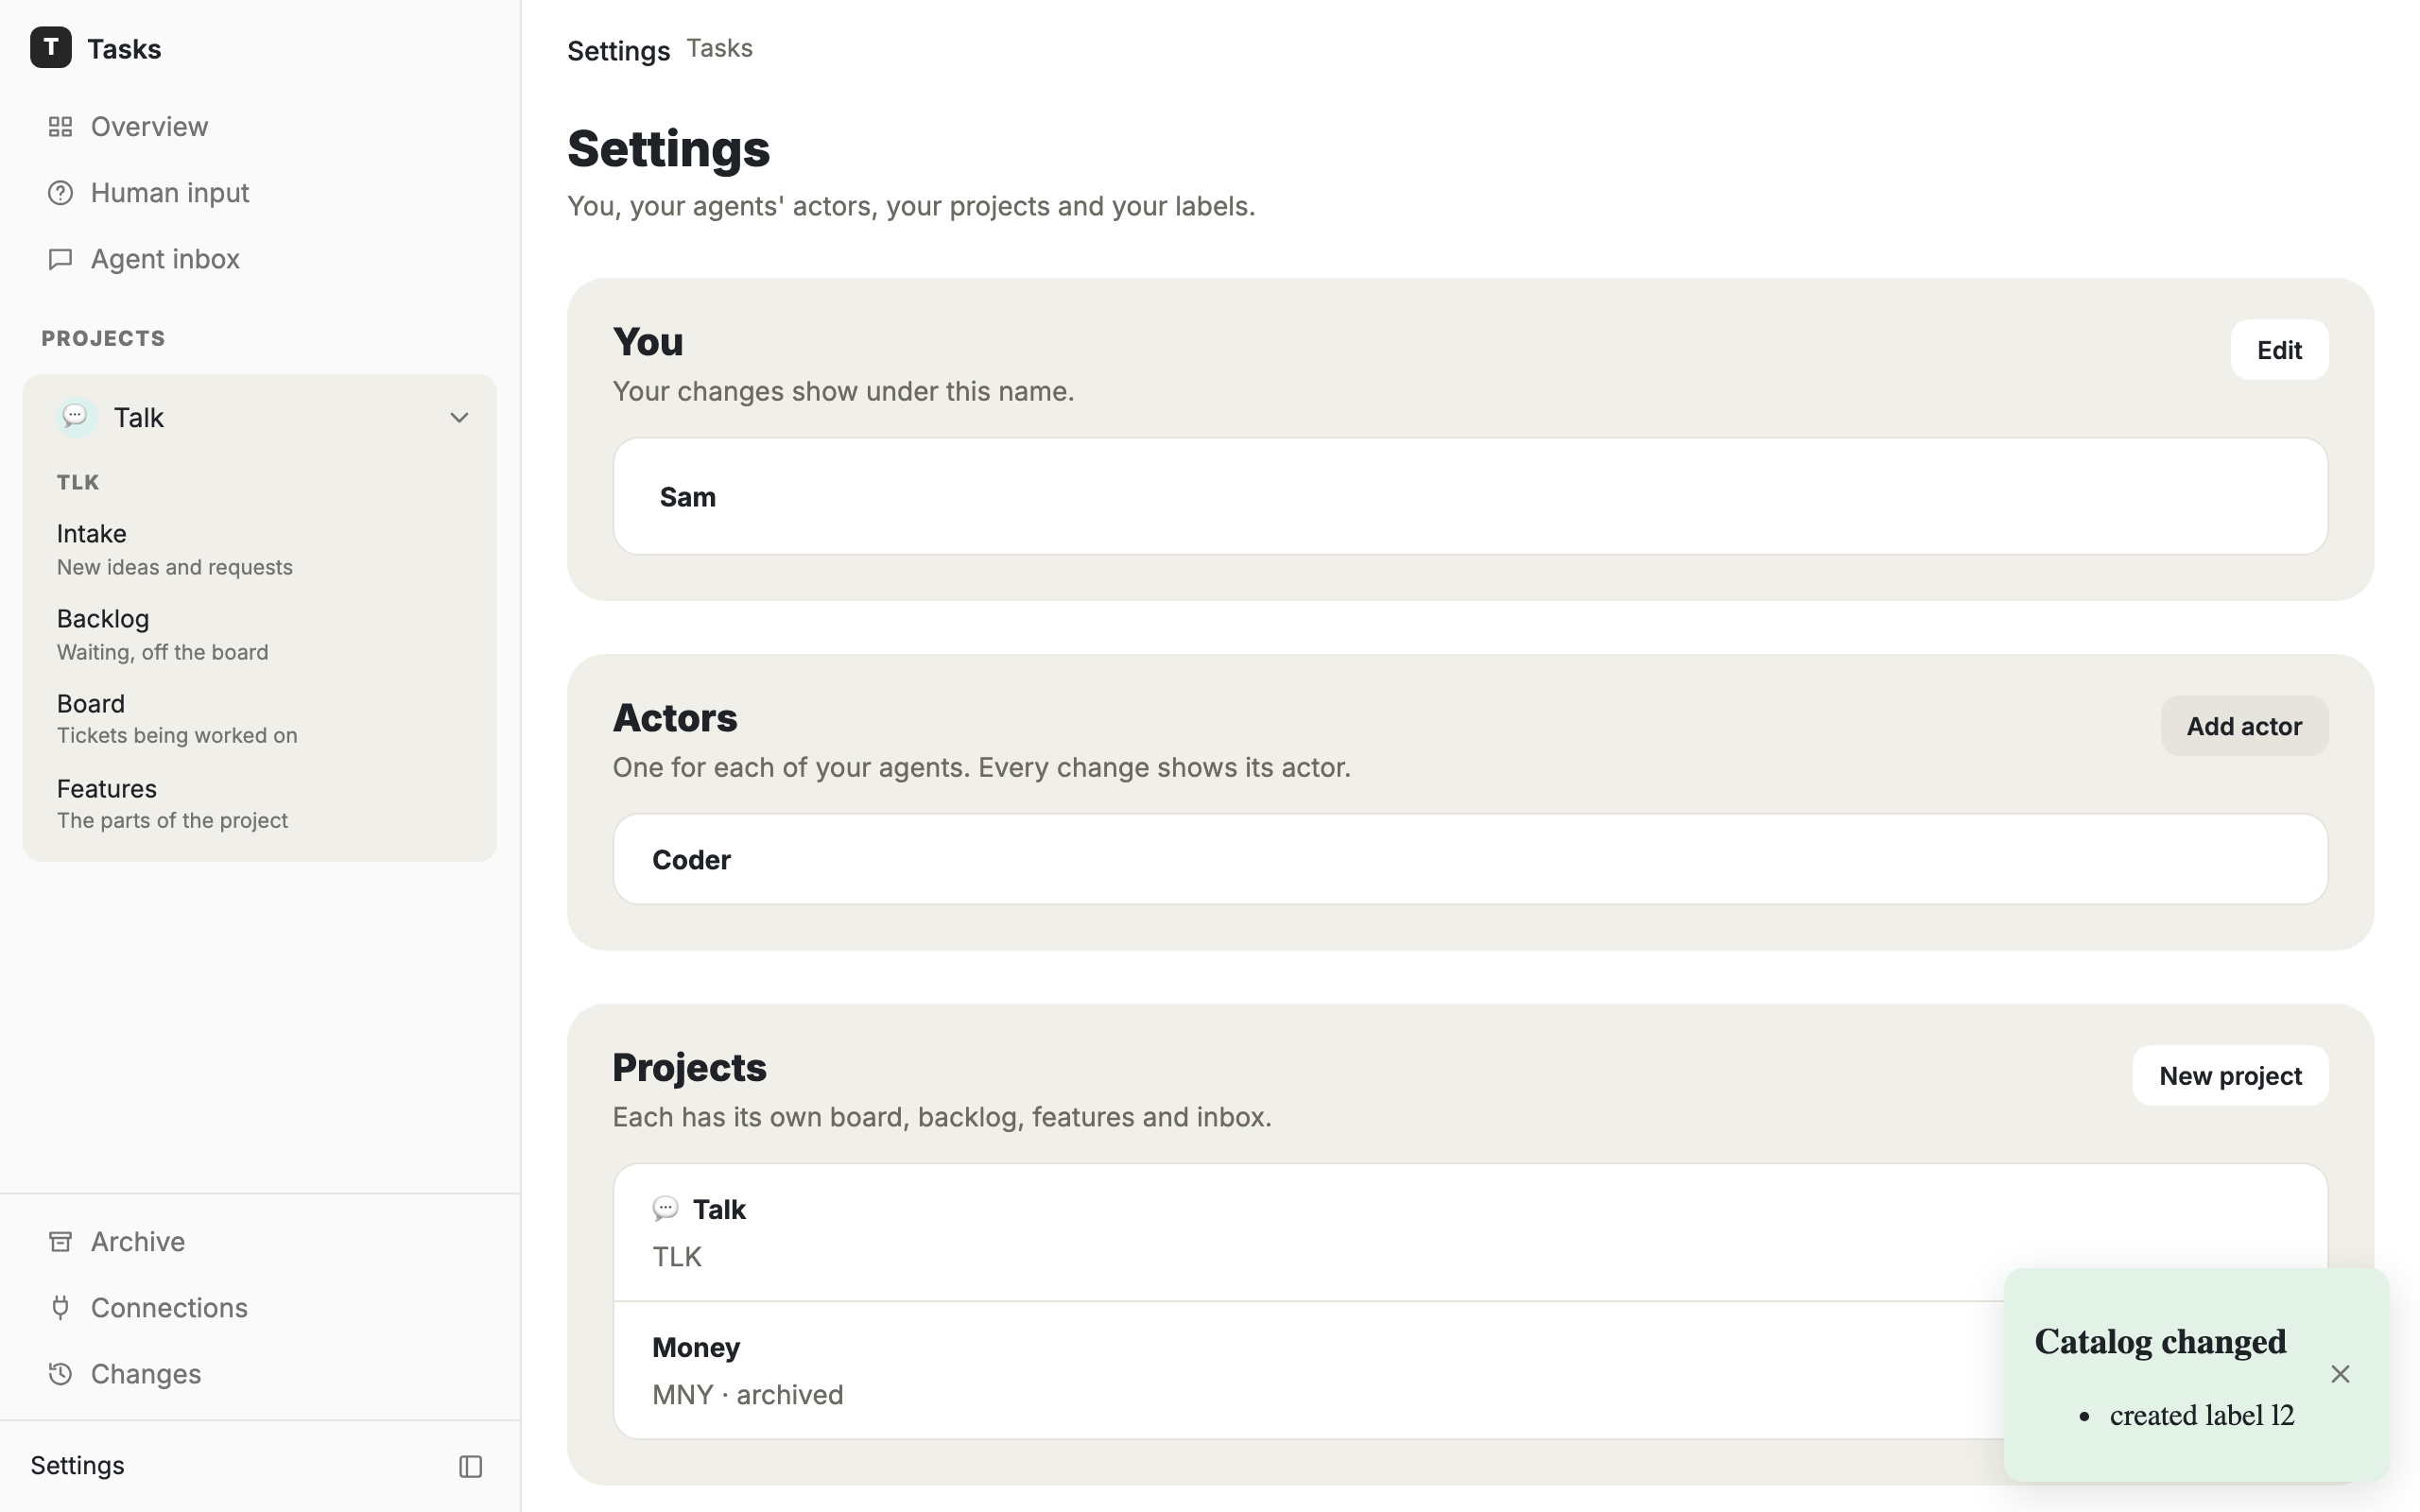 T Tasks
Overview
Human input
Agent inbox
PROJECTS
Talk
TLK
Intake
New ideas and requests
Backlog
Waiting, off the board
Board
Tickets being worked on
Features
The parts of the project
Archive
Connections
Changes
Settings
Settings Tasks
Settings
You, your agents' actors, your projects and your labels.
You
Edit
Your changes show under this name.
Sam
Actors
Add actor
One for each of your agents. Every change shows its actor.
Coder
Projects
New project
Each has its own board, backlog, features and inbox.
Talk
TLK
Money
MNY · archived
Catalog changed
• created label l2